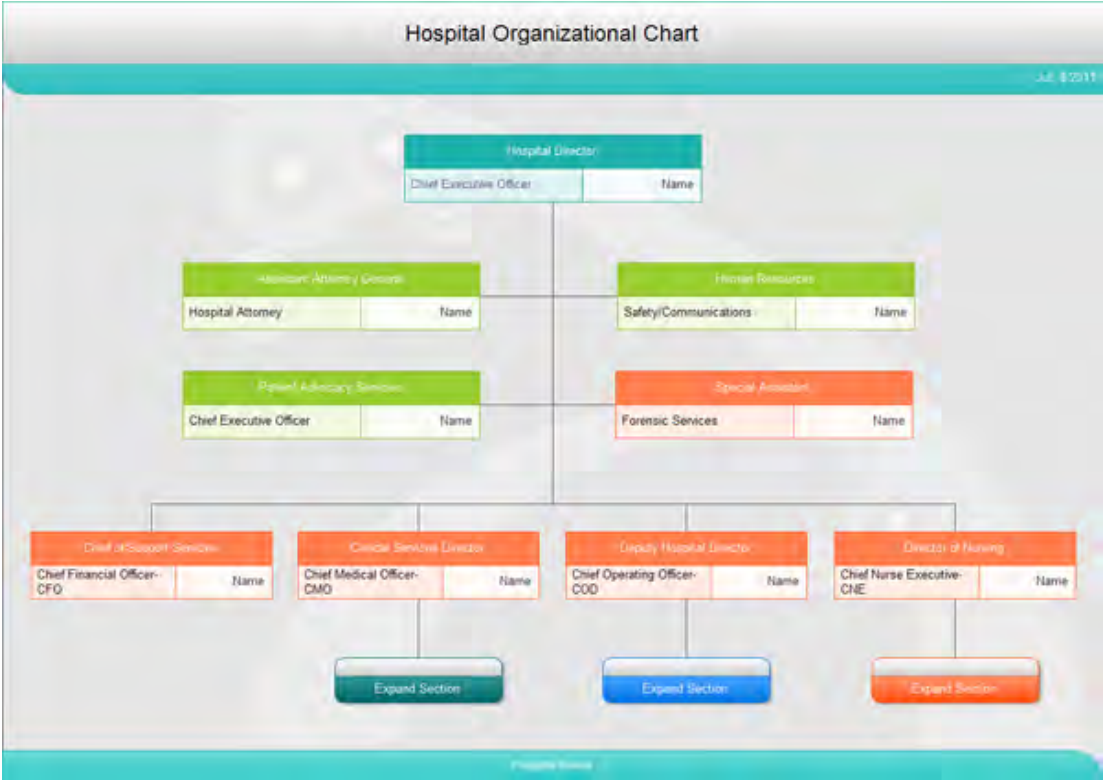 Hospital Organizational Chart
Hospital Director
Chief Executive Officer
Name
Assistant Attorney General
Hospital Attorney
Name
Human Resources
Safety/Communications
Name
Patient Advocacy Services
Chief Executive Officer
Name
Special Assistant
Forensic Services
Name
Chief of Support Services
Chief Financial Officer-
CFO
Name
Clinical Services Director
Chief Medical Officer-
CMO
Name
Deputy Hospital Director
Chief Operating Officer-
COO
Name
Director of Nursing
Chief Nurse Executive-
CNE
Name
Expand Section
Expand Section
Expand Section